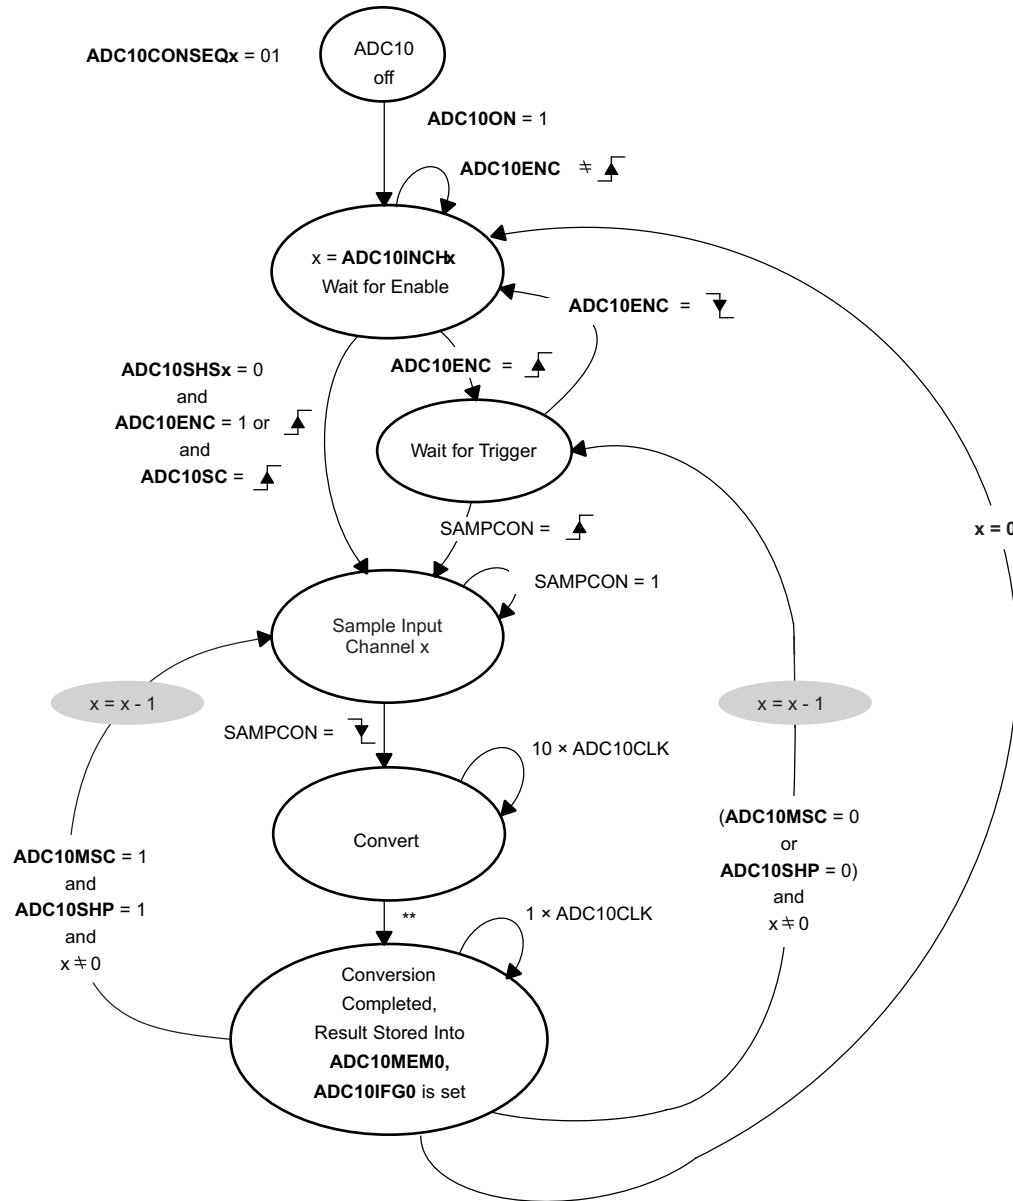 ADC10CONSEQx = 01
ADC10
off
ADC10ON = 1
ADC10ENC ≠
x = ADC10INCHx
Wait for Enable
ADC10ENC =
ADC10SHSx = 0
and
ADC10ENC = 1 or
and
ADC10SC =
ADC10ENC =
Wait for Trigger
SAMPCON =
x = 0
SAMPCON = 1
Sample Input
Channel x
x = x - 1
x = x - 1
SAMPCON =
10 × ADC10CLK
Convert
(ADC10MSC = 0
or
ADC10SHP = 0)
and
x ≠ 0
ADC10MSC = 1
and
ADC10SHP = 1
and
x ≠ 0
**
1 × ADC10CLK
Conversion
Completed,
Result Stored Into
ADC10MEM0,
ADC10IFG0 is set